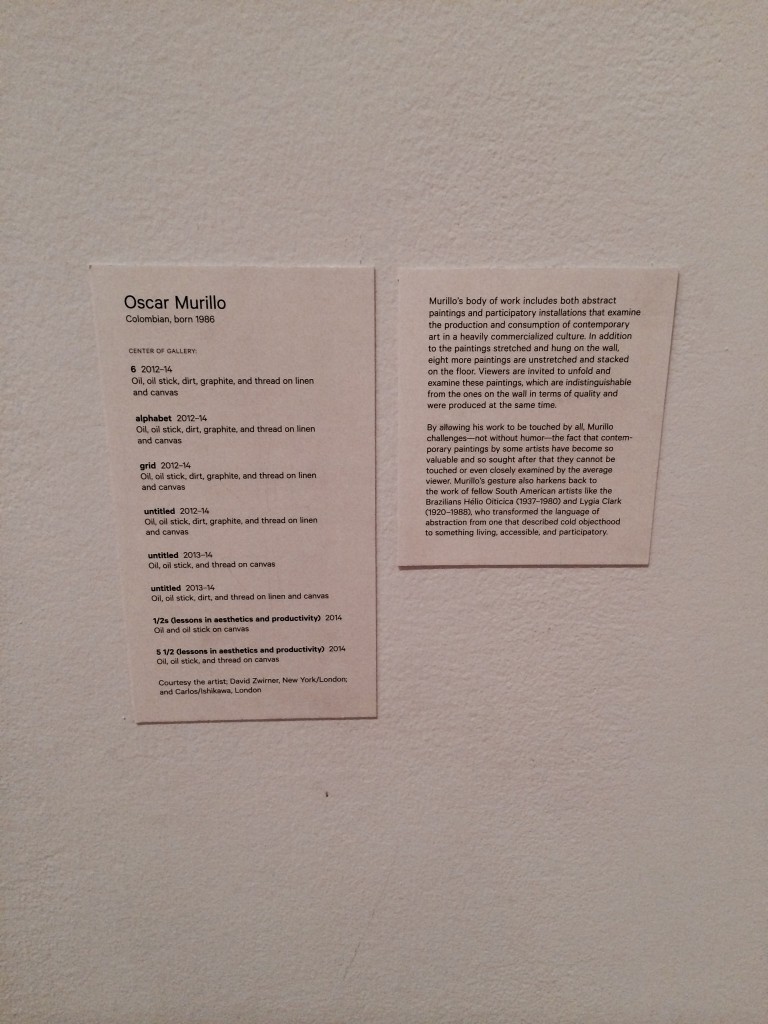 Oscar Murillo
Colombian, born 1986
CENTER OF GALLERY:
6 2012–14
Oil, oil stick, dirt, graphite, and thread on linen
and canvas
alphabet 2012–14
Oil, oil stick, dirt, graphite, and thread on linen
and canvas
grid 2012–14
Oil, oil stick, dirt, graphite, and thread on linen
and canvas
untitled 2012–14
Oil, oil stick, dirt, graphite, and thread on linen
and canvas
untitled 2013–14
Oil, oil stick, and thread on canvas
untitled 2013–14
Oil, oil stick, dirt, and thread on linen and canvas
1/2s (lessons in aesthetics and productivity) 2014
Oil and oil stick on canvas
5 1/2 (lessons in aesthetics and productivity) 2014
Oil, oil stick, and thread on canvas
Courtesy the artist; David Zwirner, New York/London;
and Carlos/Ishikawa, London
Murillo's body of work includes both abstract
paintings and participatory installations that examine
the production and consumption of contemporary
art in a heavily commercialized culture. In addition
to the paintings stretched and hung on the wall,
eight more paintings are unstretched and stacked
on the floor. Viewers are invited to unfold and
examine these paintings, which are indistinguishable
from the ones on the wall in terms of quality and
were produced at the same time.
By allowing his work to be touched by all, Murillo
challenges—not without humor—the fact that contem-
porary paintings by some artists have become so
valuable and so sought after that they cannot be
touched or even closely examined by the average
viewer. Murillo's gesture also harkens back to
the work of fellow South American artists like the
Brazilians Hélio Oiticica (1937–1980) and Lygia Clark
(1920–1988), who transformed the language of
abstraction from one that described cold objecthood
to something living, accessible, and participatory.